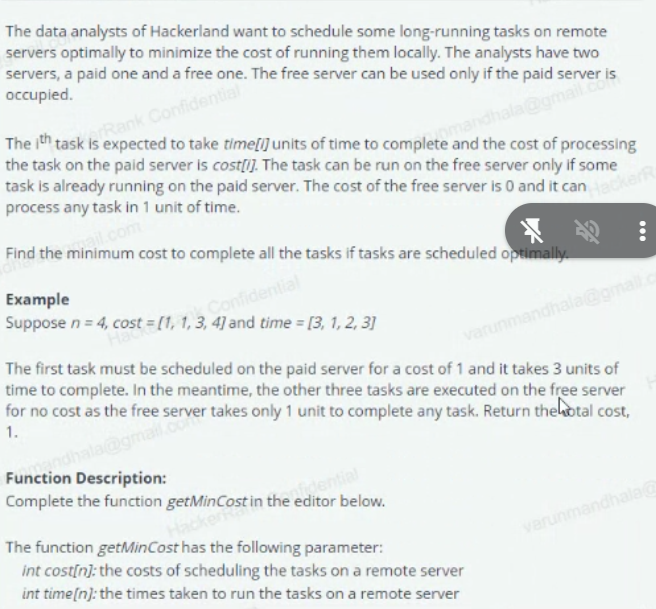 The data analysts of Hackerland want to schedule some long-running tasks on remote
servers optimally to minimize the cost of running them locally. The analysts have two
servers, a paid one and a free one. The free server can be used only if the paid server is
occupied.
The ith task is expected to take time[i] units of time to complete and the cost of processing
the task on the paid server is cost[i]. The task can be run on the free server only if some
task is already running on the paid server. The cost of the free server is 0 and it can
process any task in 1 unit of time.
Find the minimum cost to complete all the tasks if tasks are scheduled optimally.
Example
Suppose n = 4, cost = [1, 1, 3, 4] and time = [3, 1, 2, 3]
The first task must be scheduled on the paid server for a cost of 1 and it takes 3 units of
time to complete. In the meantime, the other three tasks are executed on the free server
for no cost as the free server takes only 1 unit to complete any task. Return the total cost,
1.
Function Description:
Complete the function getMinCost in the editor below.
The function getMinCost has the following parameter:
int cost[n]: the costs of scheduling the tasks on a remote server
int time[n]: the times taken to run the tasks on a remote server